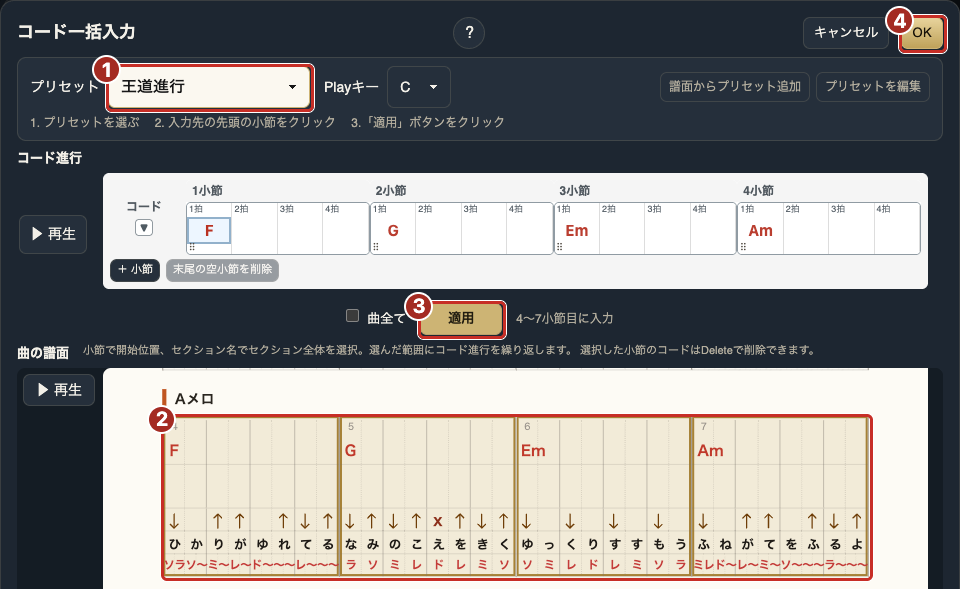 コード一括入力
?
キャンセル
4
OK
1
プリセット
王道進行
Playキー
C
譜面からプリセット追加
プリセットを編集
1. プリセットを選ぶ 2. 入力先の先頭の小節をクリック 3.「適用」ボタンをクリック
コード進行
1小節 2小節 3小節 4小節
コード
1拍 2拍 3拍 4拍 1拍 2拍 3拍 4拍 1拍 2拍 3拍 4拍 1拍 2拍 3拍 4拍
F G Em Am
再生
+ 小節
末尾の空小節を削除
曲全て
3
適用
4〜7小節目に入力
曲の譜面
小節で開始位置、セクション名でセクション全体を選択。選んだ範囲にコード進行を繰り返します。 選択した小節のコードはDeleteで削除できます。
再生
Aメロ
2
4 5 6 7
F G Em Am
↓ ↑ ↑ ↑ ↓ ↑ ↓ ↑ ↓ ↑ x ↑ ↓ ↑ ↓ ↓ ↓ ↓ ↓ ↑ ↑ ↑ ↓ ↑
ひ か り が ゆ れ て る な み の こ え を き く ゆ っ く り す す も う ふ ね が て を ふ る よ
ソラソ〜ミ〜レ〜ド〜〜〜レ〜〜〜 ラ ソ ミ レ ド レ ミ ソ ソ ミ レ ド レ ミ ソ ラ ミレド〜レ〜ミ〜ソ〜〜〜ラ〜〜〜